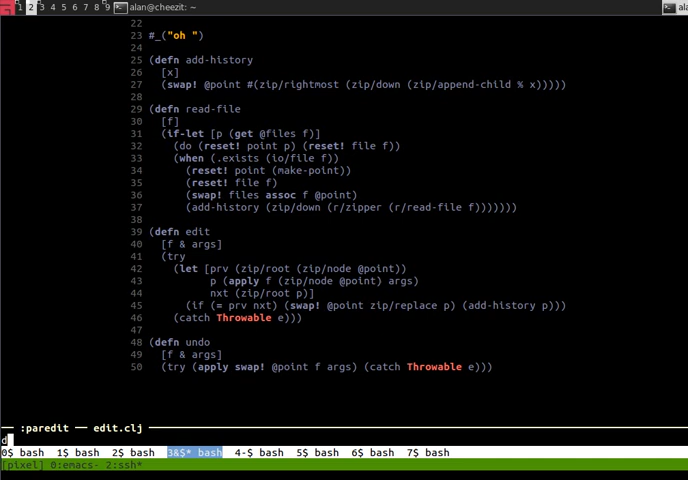 1 2 3 4 5 6 7 8 9 alan@cheezit: ~ ala
22
23 #_("oh ")
24
25 (defn add-history
26 [x]
27 (swap! @point #(zip/rightmost (zip/down (zip/append-child % x)))))
28
29 (defn read-file
30 [f]
31 (if-let [p (get @files f)]
32 (do (reset! point p) (reset! file f))
33 (when (.exists (io/file f))
34 (reset! point (make-point))
35 (reset! file f)
36 (swap! files assoc f @point)
37 (add-history (zip/down (r/zipper (r/read-file f)))))))
38
39 (defn edit
40 [f & args]
41 (try
42 (let [prv (zip/root (zip/node @point))
43 p (apply f (zip/node @point) args)
44 nxt (zip/root p)]
45 (if (= prv nxt) (swap! @point zip/replace p) (add-history p)))
46 (catch Throwable e)))
47
48 (defn undo
49 [f & args]
50 (try (apply swap! @point f args) (catch Throwable e)))
:paredit — edit.clj
d
0$ bash 1$ bash 2$ bash 3&$* bash 4-$ bash 5$ bash 6$ bash 7$ bash
[pixel] 0:emacs- 2:ssh*